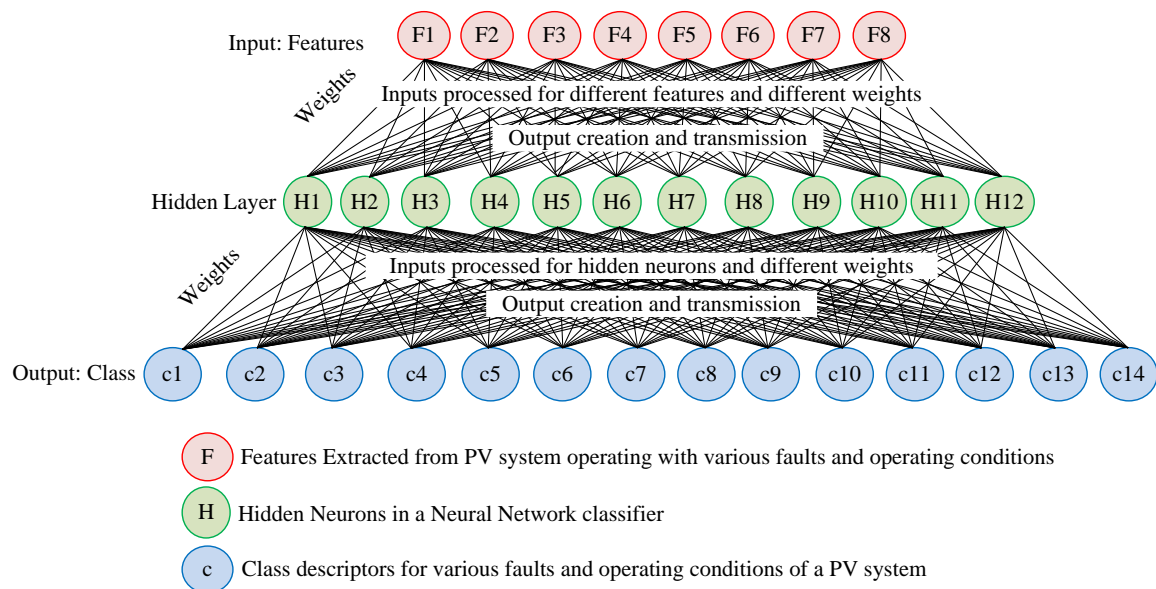 Input: Features
F1 F2 F3 F4 F5 F6 F7 F8
Weights
Inputs processed for different features and different weights
Output creation and transmission
Hidden Layer
H1 H2 H3 H4 H5 H6 H7 H8 H9 H10 H11 H12
Weights
Inputs processed for hidden neurons and different weights
Output creation and transmission
Output: Class
c1 c2 c3 c4 c5 c6 c7 c8 c9 c10 c11 c12 c13 c14
F Features Extracted from PV system operating with various faults and operating conditions
H Hidden Neurons in a Neural Network classifier
c Class descriptors for various faults and operating conditions of a PV system